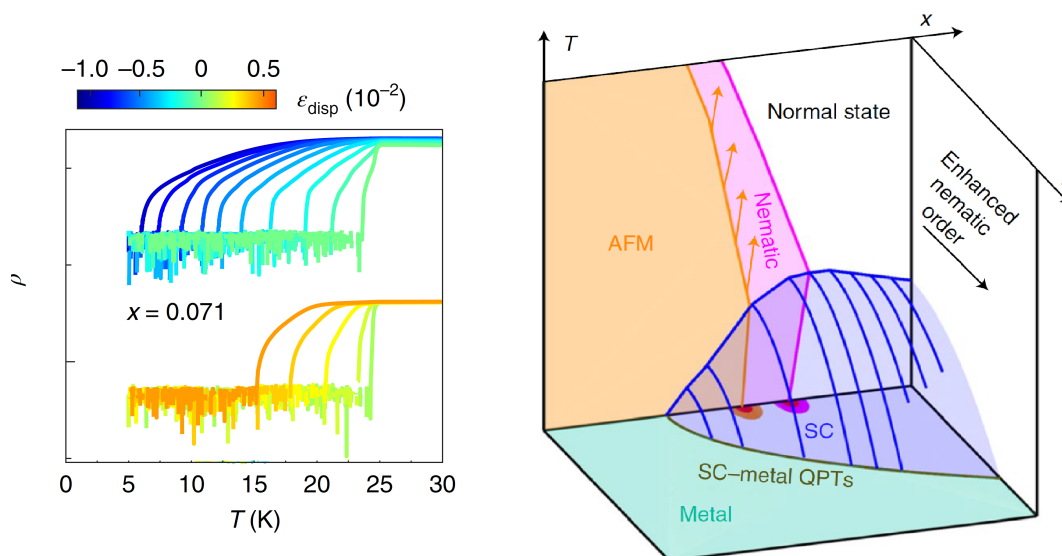 −1.0 −0.5 0 0.5
εdisp (10−2)
ρ
x = 0.071
0 5 10 15 20 25 30
T (K)
T
x
Normal state
Enhanced
nematic
order
AFM
Nematic
SC
SC–metal QPTs
Metal